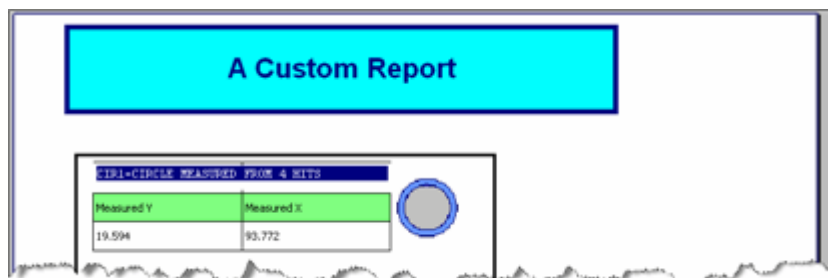 A Custom Report
CIR1-CIRCLE MEASURED FROM 4 HITS
Measured Y Measured X
19.594 93.772